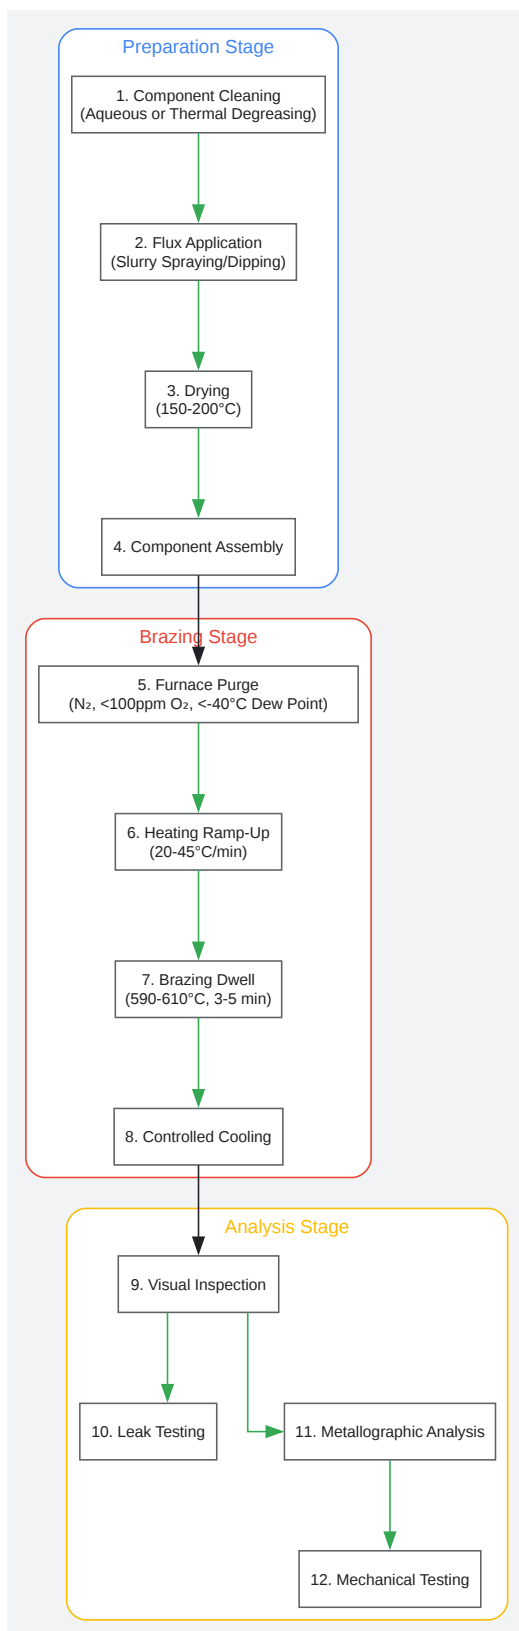 Preparation Stage
1. Component Cleaning
(Aqueous or Thermal Degreasing)
2. Flux Application
(Slurry Spraying/Dipping)
3. Drying
(150-200°C)
4. Component Assembly
Brazing Stage
5. Furnace Purge
(N₂, <100ppm O₂, <-40°C Dew Point)
6. Heating Ramp-Up
(20-45°C/min)
7. Brazing Dwell
(590-610°C, 3-5 min)
8. Controlled Cooling
Analysis Stage
9. Visual Inspection
10. Leak Testing
11. Metallographic Analysis
12. Mechanical Testing